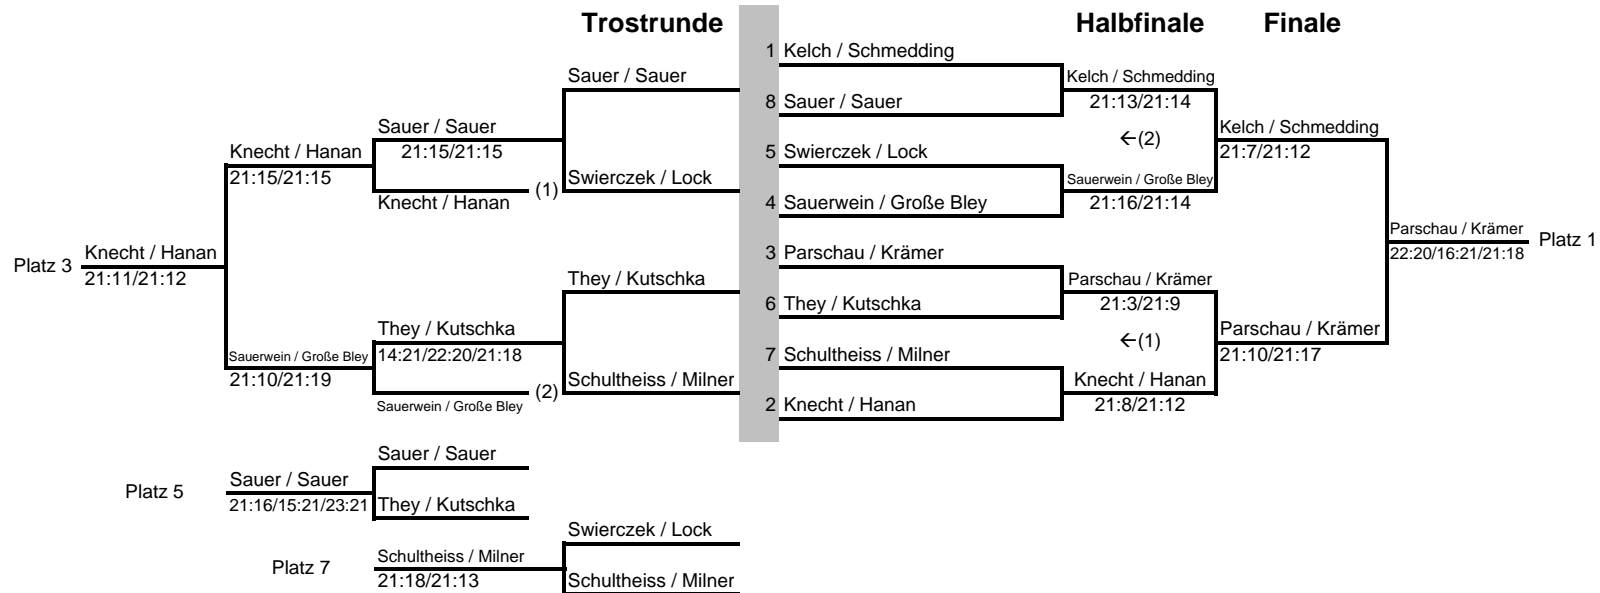 Trostrunde Halbfinale Finale
1 Kelch / Schmedding
Sauer / Sauer Kelch / Schmedding
8 Sauer / Sauer 21:13/21:14
Sauer / Sauer ←(2) Kelch / Schmedding
Knecht / Hanan 21:15/21:15 5 Swierczek / Lock 21:7/21:12
21:15/21:15 Swierczek / Lock Sauerwein / Große Bley
(1)
Knecht / Hanan 4 Sauerwein / Große Bley 21:16/21:14
Parschau / Krämer Platz 1
Platz 3 Knecht / Hanan 3 Parschau / Krämer 22:20/16:21/21:18
21:11/21:12 They / Kutschka Parschau / Krämer
6 They / Kutschka 21:3/21:9
They / Kutschka ←(1) Parschau / Krämer
Sauerwein / Große Bley 14:21/22:20/21:18 7 Schultheiss / Milner 21:10/21:17
21:10/21:19 Schultheiss / Milner Knecht / Hanan
(2)
Sauerwein / Große Bley 2 Knecht / Hanan 21:8/21:12
Sauer / Sauer
Platz 5 Sauer / Sauer
21:16/15:21/23:21 They / Kutschka
Swierczek / Lock
Platz 7 Schultheiss / Milner
21:18/21:13 Schultheiss / Milner